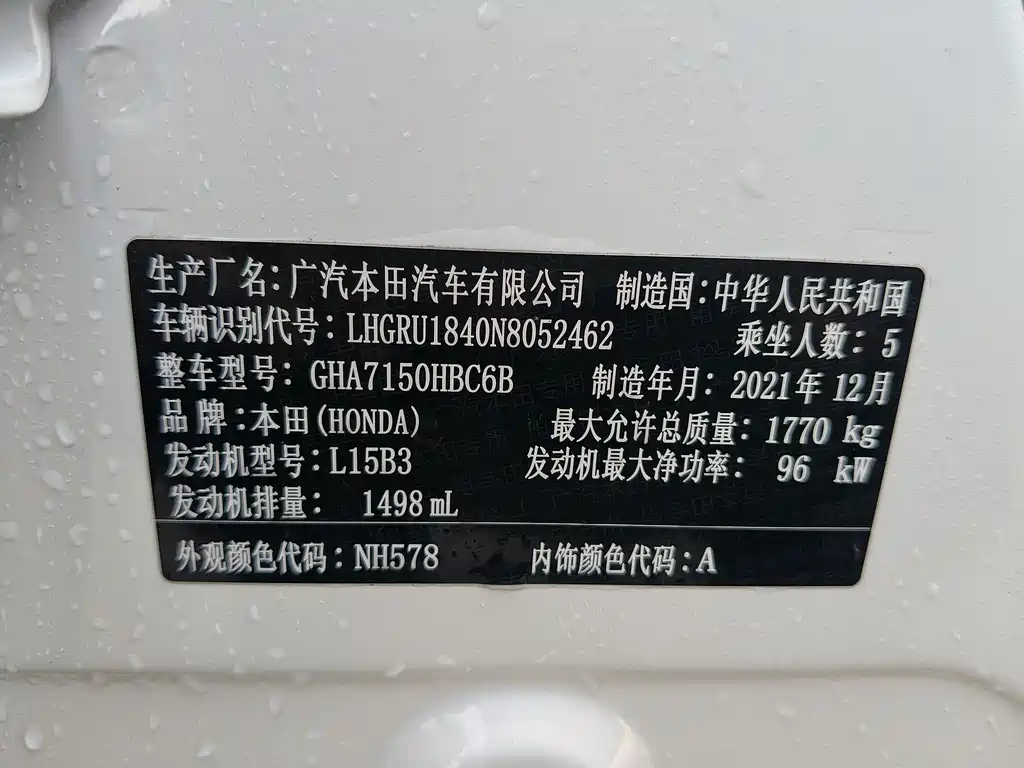 生产厂名:广汽本田汽车有限公司 制造国:中华人民共和国
车辆识别代号: LHGRU1840N8052462 乘坐人数: 5
整车型号: GHA7150HBC6B 制造年月: 2021年 12月
品牌:本田(HONDA) 最大允许总质量: 1770 kg
发动机型号:L15B3 发动机最大净功率: 96 kW
发动机排量: 1498 mL
外观颜色代码:NH578 内饰颜色代码:A